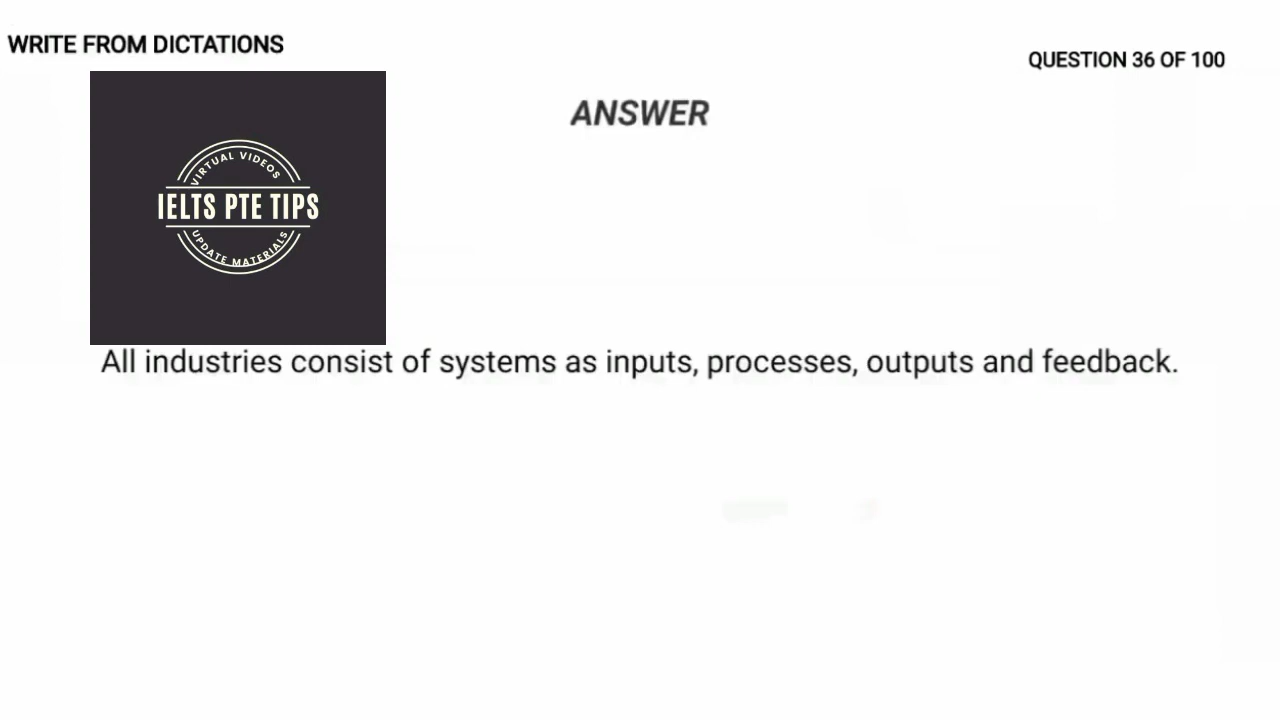 WRITE FROM DICTATIONS
QUESTION 36 OF 100
ANSWER
VIRTUAL VIDEOS
IELTS PTE TIPS
UPDATE MATERIALS
All industries consist of systems as inputs, processes, outputs and feedback.